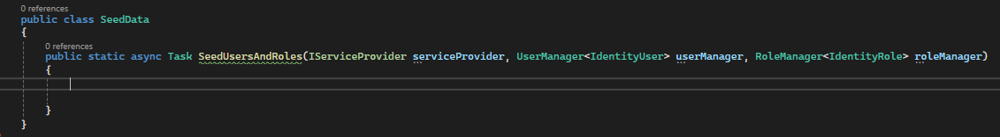 0 references
public class SeedData
{
0 references
public static async Task SeedUsersAndRoles(IServiceProvider serviceProvider, UserManager<IdentityUser> userManager, RoleManager<IdentityRole> roleManager)
{
}
}